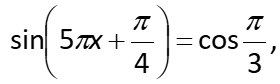 sin(5πx + π/4) = cos π/3,